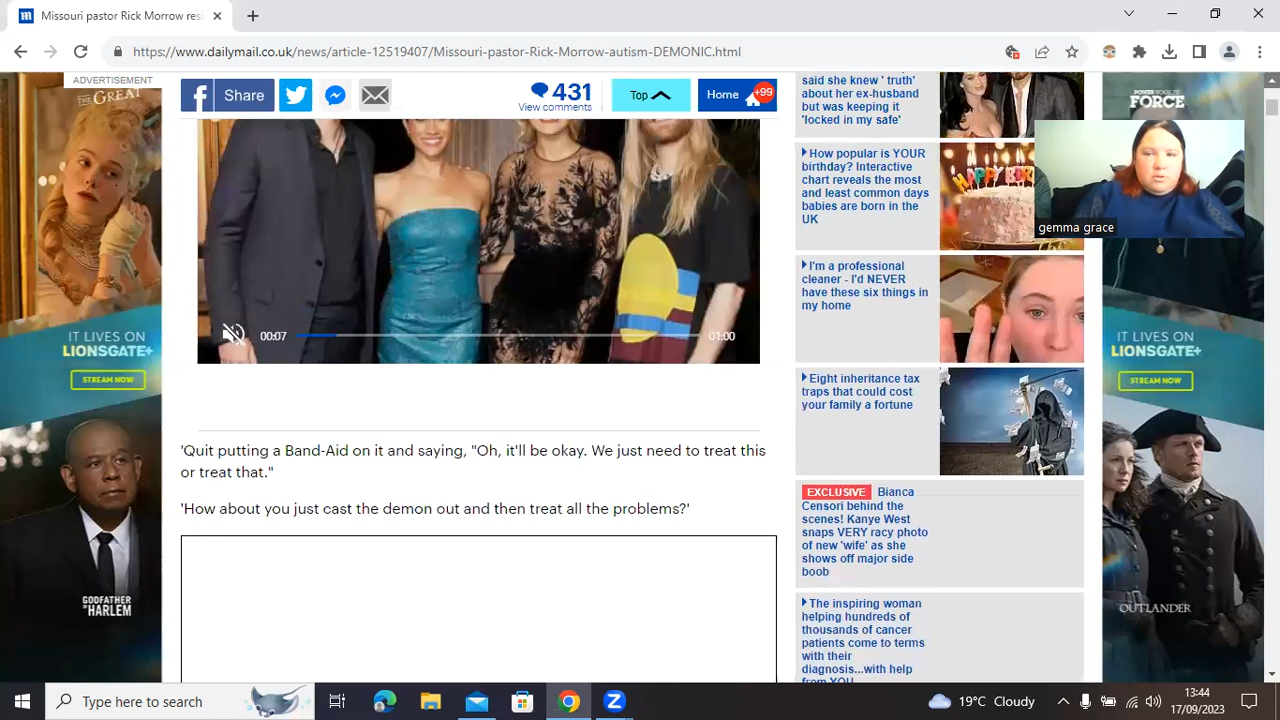 Missouri pastor Rick Morrow res
https://www.dailymail.co.uk/news/article-12519407/Missouri-pastor-Rick-Morrow-autism-DEMONIC.html
ADVERTISEMENT
THE GREAT
IT LIVES ON
LIONSGATE+
STREAM NOW
GODFATHER
OF HARLEM
Share
431
View comments
Top
Home
+99
00:07
01:00
'Quit putting a Band-Aid on it and saying, "Oh, it'll be okay. We just need to treat this
or treat that."
'How about you just cast the demon out and then treat all the problems?'
said she knew ' truth'
about her ex-husband
but was keeping it
'locked in my safe'
How popular is YOUR
birthday? Interactive
chart reveals the most
and least common days
babies are born in the
UK
I'm a professional
cleaner - I'd NEVER
have these six things in
my home
Eight inheritance tax
traps that could cost
your family a fortune
EXCLUSIVE Bianca
Censori behind the
scenes! Kanye West
snaps VERY racy photo
of new 'wife' as she
shows off major side
boob
The inspiring woman
helping hundreds of
thousands of cancer
patients come to terms
with their
diagnosis...with help
from YOU
FORCE
gemma grace
IT LIVES ON
LIONSGATE+
STREAM NOW
OUTLANDER
Type here to search
19°C Cloudy
13:44
17/09/2023